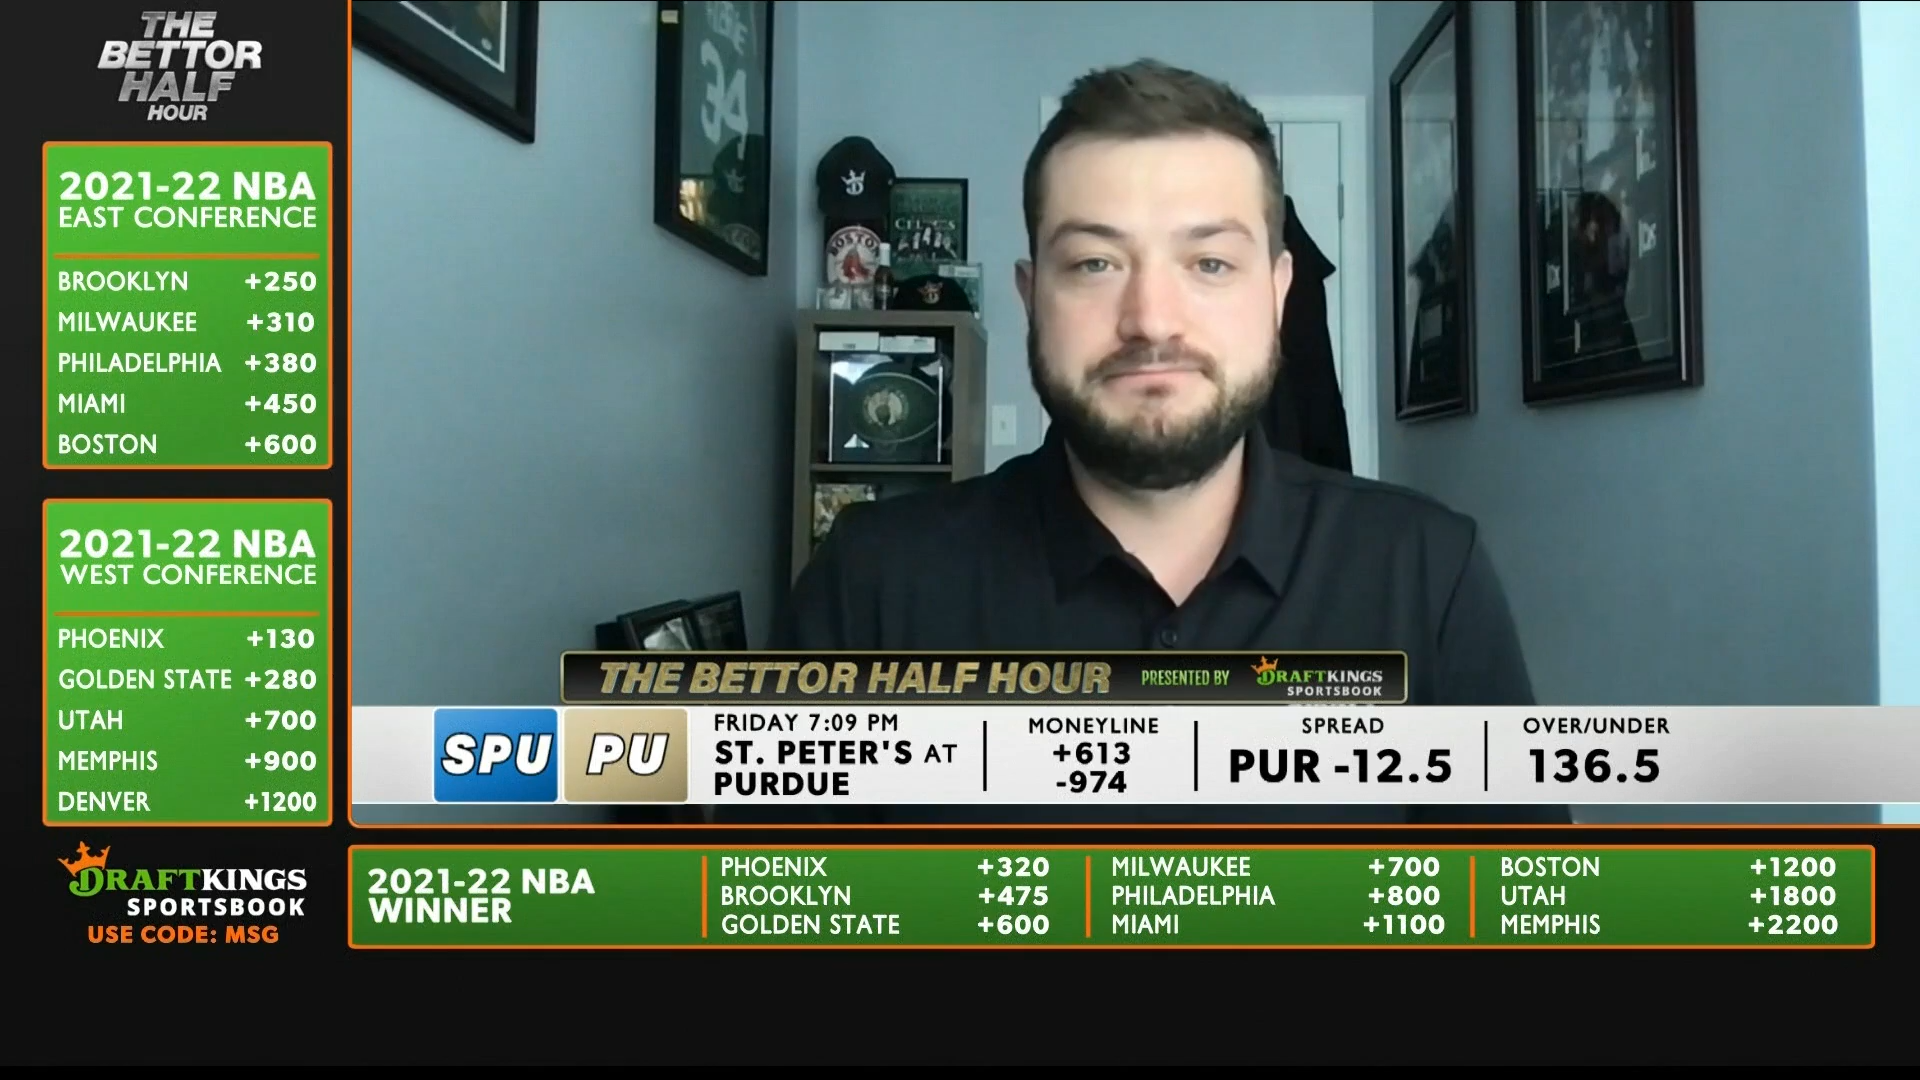 THE
BETTOR
HALF
HOUR
2021-22 NBA
EAST CONFERENCE
BROOKLYN +250
MILWAUKEE +310
PHILADELPHIA +380
MIAMI +450
BOSTON +600
2021-22 NBA
WEST CONFERENCE
PHOENIX +130
GOLDEN STATE +280
UTAH +700
MEMPHIS +900
DENVER +1200
DRAFTKINGS
SPORTSBOOK
USE CODE: MSG
34
BOSTON
CELTICS
THE BETTOR HALF HOUR PRESENTED BY DRAFTKINGS
SPORTSBOOK
SPU PU
FRIDAY 7:09 PM
ST. PETER'S AT
PURDUE
MONEYLINE
+613
-974
SPREAD
PUR -12.5
OVER/UNDER
136.5
2021-22 NBA
WINNER
PHOENIX +320
BROOKLYN +475
GOLDEN STATE +600
MILWAUKEE +700
PHILADELPHIA +800
MIAMI +1100
BOSTON +1200
UTAH +1800
MEMPHIS +2200